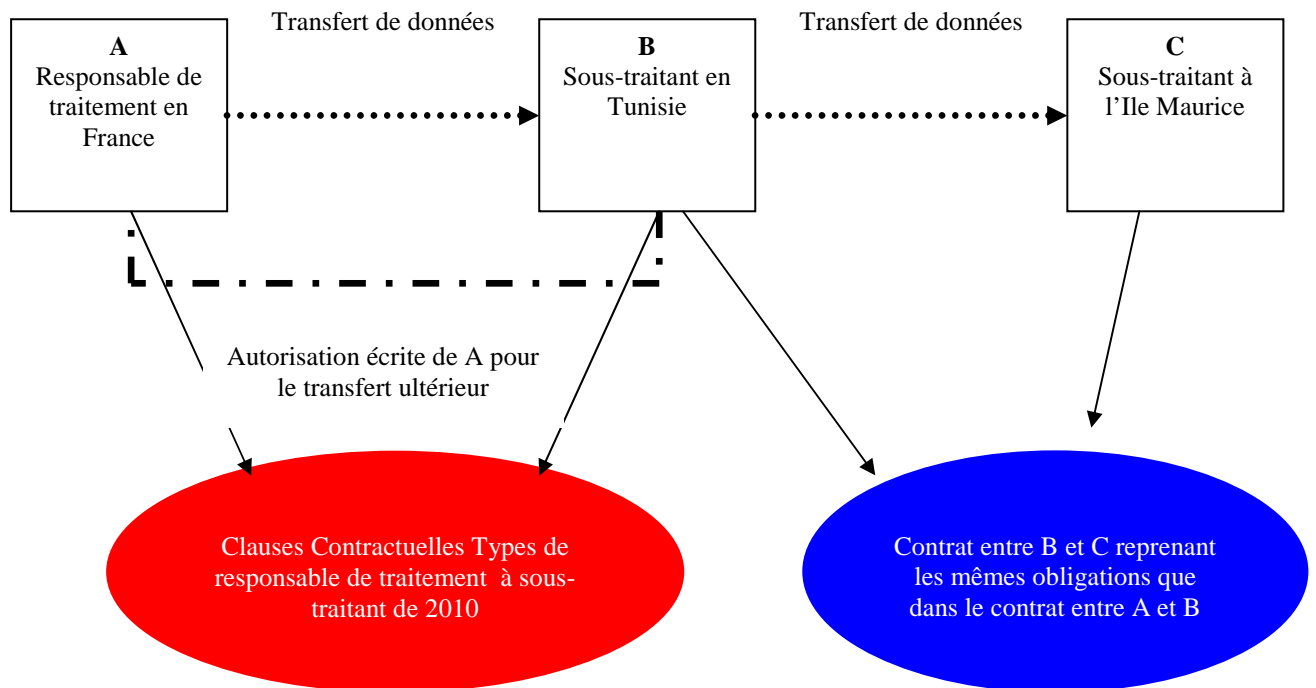 Transfert de données
Transfert de données
A
Responsable de
traitement en
France
B
Sous-traitant en
Tunisie
C
Sous-traitant à
l’Ile Maurice
Autorisation écrite de A pour
le transfert ultérieur
Clauses Contractuelles Types de
responsable de traitement à sous-
traitant de 2010
Contrat entre B et C reprenant
les mêmes obligations que
dans le contrat entre A et B